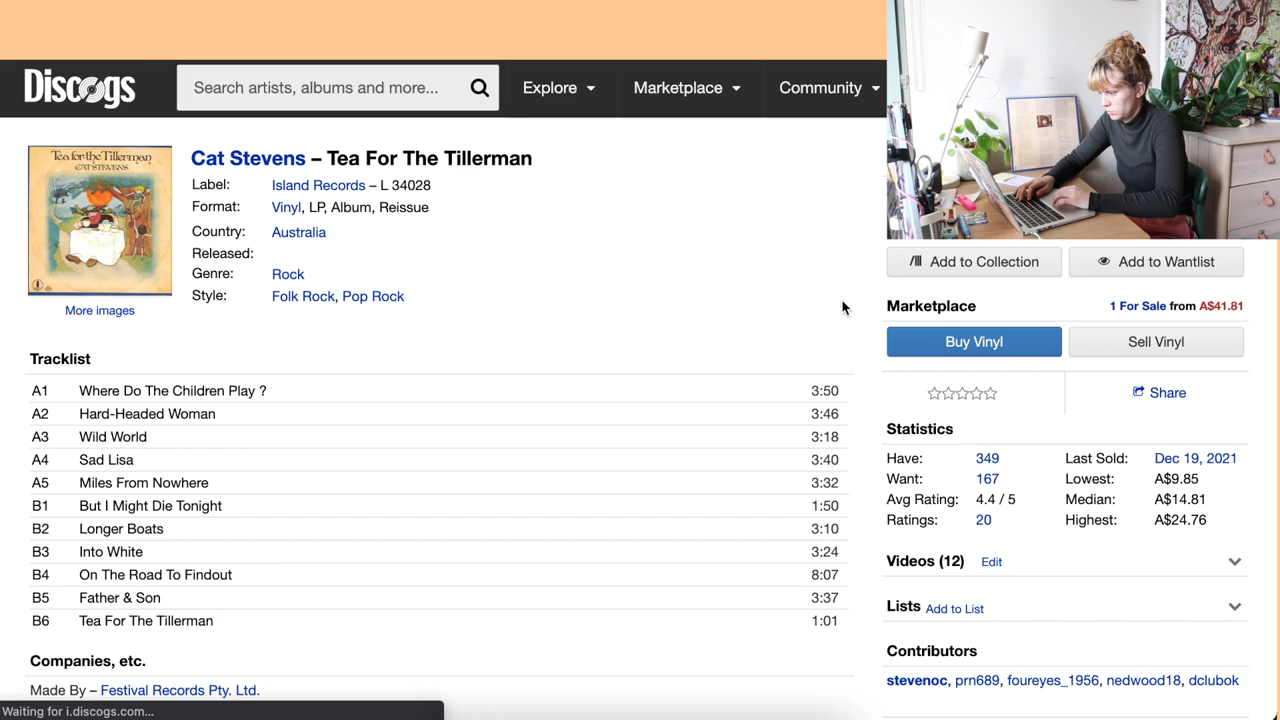 Discogs
Search artists, albums and more...
Explore
Marketplace
Community
Tea for the Tillerman
CAT STEVENS
More images
Cat Stevens – Tea For The Tillerman
Label: Island Records – L 34028
Format: Vinyl, LP, Album, Reissue
Country: Australia
Released:
Genre: Rock
Style: Folk Rock, Pop Rock
Tracklist
A1 Where Do The Children Play ? 3:50
A2 Hard-Headed Woman 3:46
A3 Wild World 3:18
A4 Sad Lisa 3:40
A5 Miles From Nowhere 3:32
B1 But I Might Die Tonight 1:50
B2 Longer Boats 3:10
B3 Into White 3:24
B4 On The Road To Findout 8:07
B5 Father & Son 3:37
B6 Tea For The Tillerman 1:01
Companies, etc.
Made By – Festival Records Pty. Ltd.
Waiting for i.discogs.com...
Add to Collection
Add to Wantlist
Marketplace
1 For Sale from A$41.81
Buy Vinyl
Sell Vinyl
Share
Statistics
Have: 349
Last Sold: Dec 19, 2021
Want: 167
Lowest: A$9.85
Avg Rating: 4.4 / 5
Median: A$14.81
Ratings: 20
Highest: A$24.76
Videos (12) Edit
Lists Add to List
Contributors
stevenoc, prn689, foureyes_1956, nedwood18, dclubok